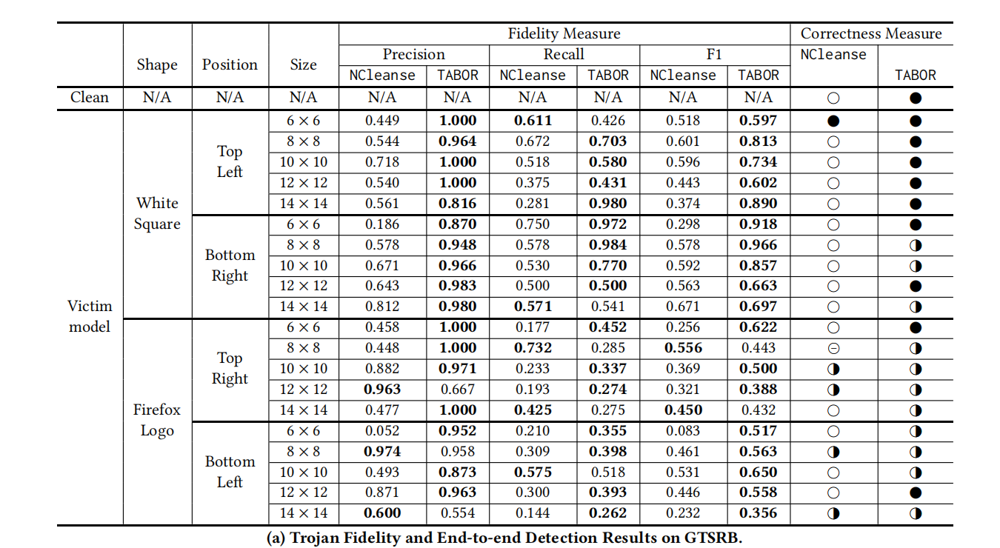 Fidelity Measure Correctness Measure
Shape Position Size Precision Recall F1 NCleanse TABOR
NCleanse TABOR NCleanse TABOR NCleanse TABOR
Clean N/A N/A N/A N/A N/A N/A N/A N/A N/A ○ ●
Victim model White Square Top Left 6 × 6 0.449 1.000 0.611 0.426 0.518 0.597 ● ●
8 × 8 0.544 0.964 0.672 0.703 0.601 0.813 ○ ●
10 × 10 0.718 1.000 0.518 0.580 0.596 0.734 ○ ●
12 × 12 0.540 1.000 0.375 0.431 0.443 0.602 ○ ●
14 × 14 0.561 0.816 0.281 0.980 0.374 0.890 ○ ●
Bottom Right 6 × 6 0.186 0.870 0.750 0.972 0.298 0.918 ○ ●
8 × 8 0.578 0.948 0.578 0.984 0.578 0.966 ○ ◑
10 × 10 0.671 0.966 0.530 0.770 0.592 0.857 ○ ◑
12 × 12 0.643 0.983 0.500 0.500 0.563 0.663 ○ ●
14 × 14 0.812 0.980 0.571 0.541 0.671 0.697 ○ ◑
Firefox Logo Top Right 6 × 6 0.458 1.000 0.177 0.452 0.256 0.622 ○ ●
8 × 8 0.448 1.000 0.732 0.285 0.556 0.443 ⊖ ◑
10 × 10 0.882 0.971 0.233 0.337 0.369 0.500 ◑ ◑
12 × 12 0.963 0.667 0.193 0.274 0.321 0.388 ◑ ◑
14 × 14 0.477 1.000 0.425 0.275 0.450 0.432 ○ ◑
Bottom Left 6 × 6 0.052 0.952 0.210 0.355 0.083 0.517 ○ ◑
8 × 8 0.974 0.958 0.309 0.398 0.461 0.563 ◑ ◑
10 × 10 0.493 0.873 0.575 0.518 0.531 0.650 ○ ◑
12 × 12 0.871 0.963 0.300 0.393 0.446 0.558 ○ ●
14 × 14 0.600 0.554 0.144 0.262 0.232 0.356 ◑ ◑
(a) Trojan Fidelity and End-to-end Detection Results on GTSRB.